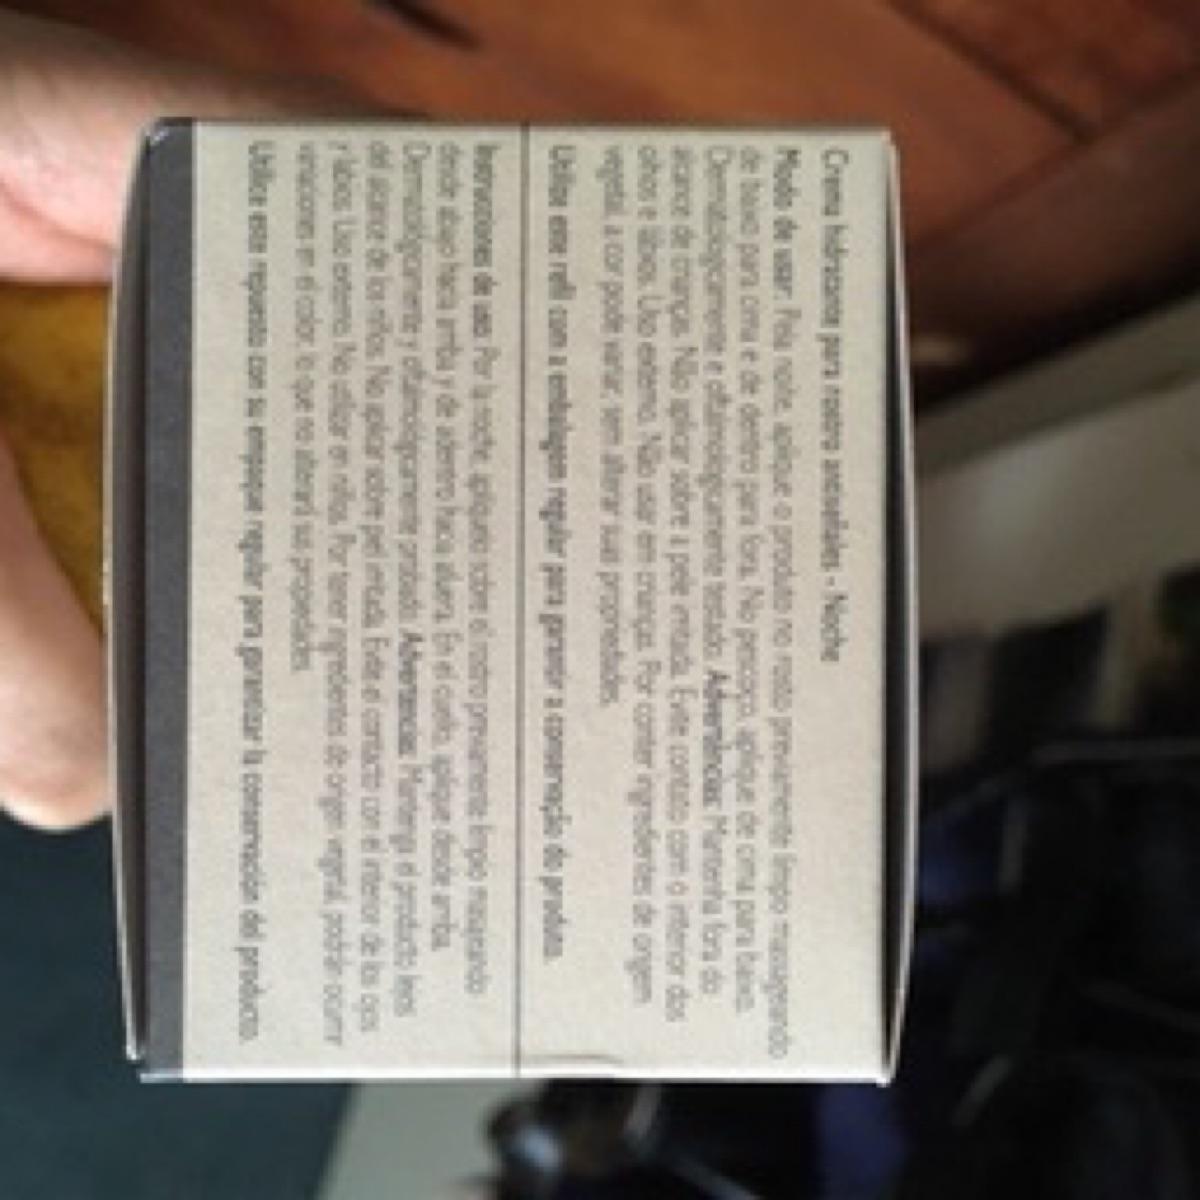 Crema hidratante para rostro antiseñales - Noche
Modo de usar: Pela noite, aplique o produto no rosto previamente limpo massageando
de baixo para cima e de dentro para fora. No pescoço, aplique de cima para baixo.
Dermatologicamente e oftalmologicamente testado. Advertências: Mantenha fora do
alcance de crianças. Não aplicar sobre a pele irritada. Evite contato com o interior dos
olhos e lábios. Uso externo. Não usar em crianças. Por conter ingredientes de origem
vegetal, a cor pode variar, sem alterar suas propriedades.
Utilize este refil com a embalagem regular para garantir a conservação do produto.
Instrucciones de uso: Por la noche, aplíquelo sobre el rostro previamente limpio masajeando
desde abajo hacia arriba y de adentro hacia afuera. En el cuello, aplique desde arriba.
Dermatológicamente y oftalmológicamente probado. Advertencias: Mantenga el producto lejos
del alcance de los niños. No aplicar sobre piel irritada. Evite el contacto con el interior de los ojos
y labios. Uso externo. No utilizar en niños. Por tener ingredientes de origen vegetal, podrán ocurrir
variaciones en el color, lo que no alterará sus propiedades.
Utilice este repuesto con su empaque regular para garantizar la conservación del producto.